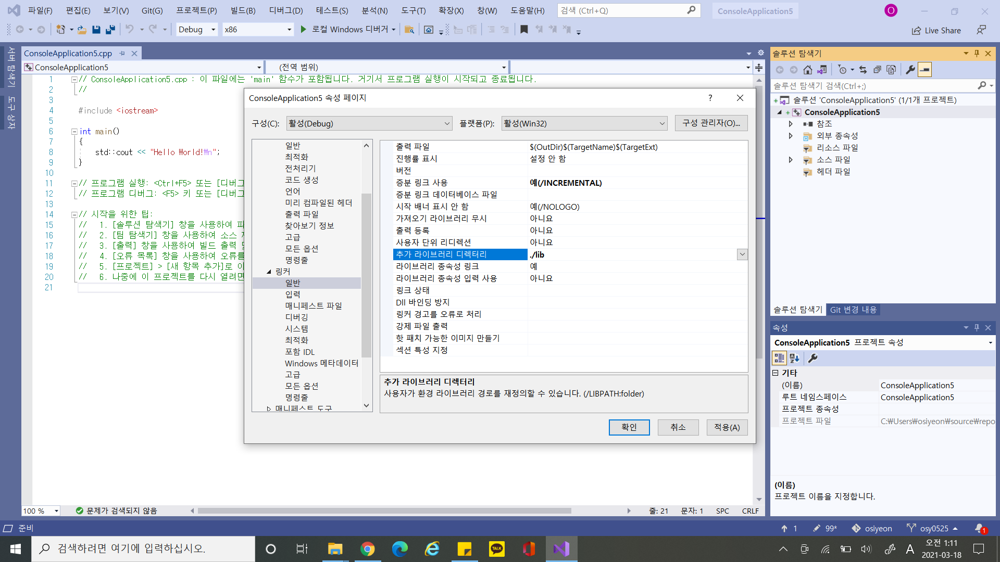 파일(F) 편집(E) 보기(V) Git(G) 프로젝트(P) 빌드(B) 디버그(D) 테스트(S) 분석(N) 도구(T) 확장(X) 창(W) 도움말(H) 검색 (Ctrl+Q) ConsoleApplication5 O
Debug x86 로컬 Windows 디버거 Live Share
서버 탐색기
도구 상자
ConsoleApplication5.cpp
ConsoleApplication5 (전역 범위)
1 // ConsoleApplication5.cpp : 이 파일에는 'main' 함수가 포함됩니다. 거기서 프로그램 실행이 시작되고 종료됩니다.
2 //
3
4 #include <iostream>
5
6 int main()
7 {
8 std::cout << "Hello World!₩n";
9 }
10
11 // 프로그램 실행: <Ctrl+F5> 또는 [디버그
12 // 프로그램 디버그: <F5> 키 또는 [디버그
13
14 // 시작을 위한 팁:
15 // 1. [솔루션 탐색기] 창을 사용하여 파
16 // 2. [팀 탐색기] 창을 사용하여 소스
17 // 3. [출력] 창을 사용하여 빌드 출력 및
18 // 4. [오류 목록] 창을 사용하여 오류를
19 // 5. [프로젝트] > [새 항목 추가]로 이
20 // 6. 나중에 이 프로젝트를 다시 열려면
21
100 % 문제가 검색되지 않음 줄: 21 문자: 1 SPC CRLF
ConsoleApplication5 속성 페이지 ?
구성(C): 활성(Debug) 플랫폼(P): 활성(Win32) 구성 관리자(O)...
일반
최적화
전처리기
코드 생성
언어
미리 컴파일된 헤더
출력 파일
찾아보기 정보
고급
모든 옵션
명령줄
링커
일반
입력
매니페스트 파일
디버깅
시스템
최적화
포함 IDL
Windows 메타데이터
고급
모든 옵션
명령줄
매니페스트 도구
출력 파일 $(OutDir)$(TargetName)$(TargetExt)
진행률 표시 설정 안 함
버전
증분 링크 사용 예(/INCREMENTAL)
증분 링크 데이터베이스 파일
시작 배너 표시 안 함 예(/NOLOGO)
가져오기 라이브러리 무시 아니요
출력 등록 아니요
사용자 단위 리디렉션 아니요
추가 라이브러리 디렉터리 ./lib
라이브러리 종속성 링크 예
라이브러리 종속성 입력 사용 아니요
링크 상태
Dll 바인딩 방지
링커 경고를 오류로 처리
강제 파일 출력
핫 패치 가능한 이미지 만들기
섹션 특성 지정
추가 라이브러리 디렉터리
사용자가 환경 라이브러리 경로를 재정의할 수 있습니다. (/LIBPATH:folder)
확인 취소 적용(A)
솔루션 탐색기
솔루션 탐색기 검색(Ctrl+;)
솔루션 'ConsoleApplication5' (1/1개 프로젝트)
ConsoleApplication5
참조
외부 종속성
리소스 파일
소스 파일
헤더 파일
솔루션 탐색기 Git 변경 내용
속성
ConsoleApplication5 프로젝트 속성
기타
(이름) ConsoleApplication5
루트 네임스페이스 ConsoleApplication5
프로젝트 종속성
프로젝트 파일 C:₩Users₩osiyeon₩source₩repo
(이름)
프로젝트 이름을 지정합니다.
준비 1 99* osiyeon osy0525 1
검색하려면 여기에 입력하십시오. TALK A 오전 1:11
2021-03-18